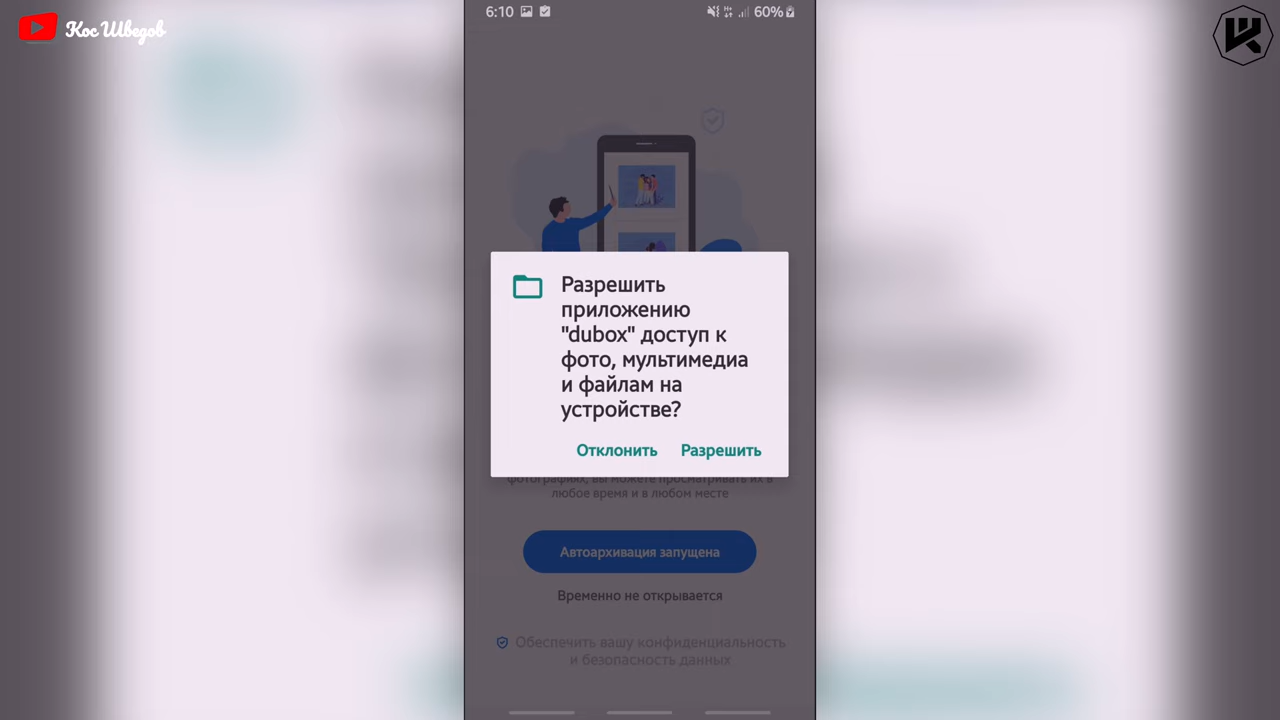 Кос Шведов
6:10
60%
Разрешить
приложению
"dubox" доступ к
фото, мультимедиа
и файлам на
устройстве?
Отклонить Разрешить
фотографиях, вы можете просматривать их в
любое время и в любом месте
Автоархивация запущена
Временно не открывается
Обеспечить вашу конфиденциальность
и безопасность данных